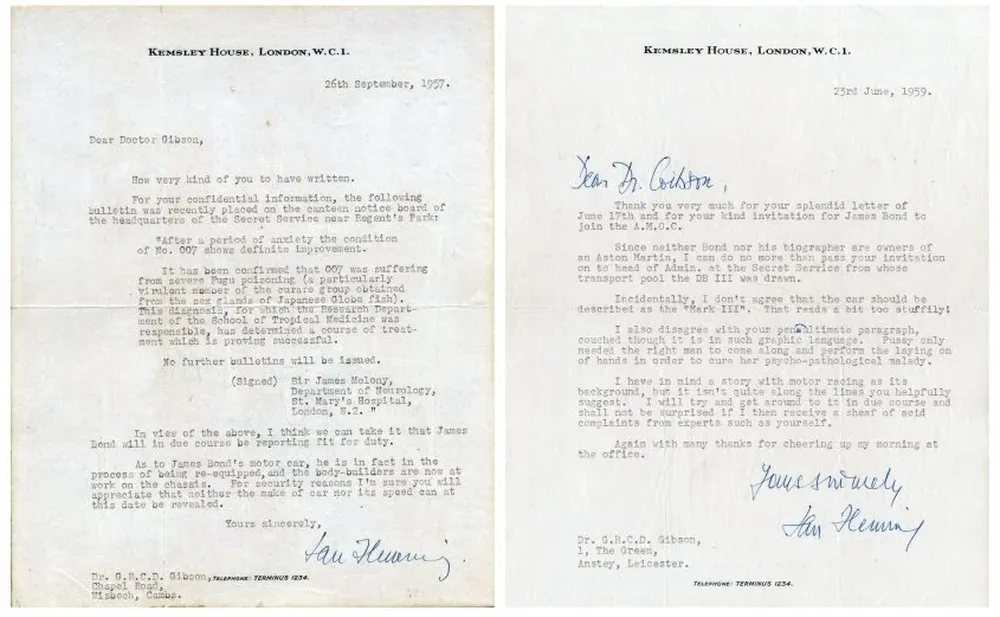 KEMSLEY HOUSE, LONDON, W.C.1.
26th September, 1957.
Dear Doctor Gibson,
How very kind of you to have written.
For your confidential information, the following
bulletin was recently placed on the canteen notice board of
the headquarters of the Secret Service near Regent's Park:
"After a period of anxiety the condition
of No. 007 shows definite improvement.
It has been confirmed that 007 was suffering
from severe Fugu poisoning (a particularly
virulent member of the curare group obtained
from the sex glands of Japanese Globe fish).
This diagnosis, for which the Research Depart-
ment of the School of Tropical Medicine was
responsible, has determined a course of treat-
ment which is proving successful.
No further bulletins will be issued.
(Signed) Sir James Molony,
Department of Neurology,
St. Mary's Hospital,
London, W.2. "
In view of the above, I think we can take it that James
Bond will in due course be reporting fit for duty.
As to James Bond's motor car, he is in fact in the
process of being re-equipped, and the body-builders are now at
work on the chassis. For security reasons I'm sure you will
appreciate that neither the make of car nor its speed can at
this date be revealed.
Yours sincerely,
Ian Fleming.
Dr. G.R.C.D. Gibson,
Chapel Road,
Wisbech, Cambs.
TELEPHONE: TERMINUS 1234.
KEMSLEY HOUSE, LONDON, W.C.1.
23rd June, 1959.
Dear Dr. Gibson,
Thank you very much for your splendid letter of
June 17th and for your kind invitation for James Bond to
join the A.M.O.C.
Since neither Bond nor his biographer are owners of
an Aston Martin, I can do no more than pass your invitation
on to head of Admin. at the Secret Service from whose
transport pool the DB III was drawn.
Incidentally, I don't agree that the car should be
described as the "Mark III". That reads a bit too stuffily!
I also disagree with your penultimate paragraph,
couched though it is in such graphic language. Pussy only
needed the right man to come along and perform the laying on
of hands in order to cure her psycho-pathological malady.
I have in mind a story with motor racing as its
background, but it isn't quite along the lines you helpfully
suggest. I will try and get around to it in due course and
shall not be surprised if I then receive a sheaf of acid
complaints from experts such as yourself.
Again with many thanks for cheering up my morning at
the office.
Yours sincerely
Ian Fleming
Dr. G.R.C.D. Gibson,
1, The Green,
Anstey, Leicester.
TELEPHONE: TERMINUS 1234.